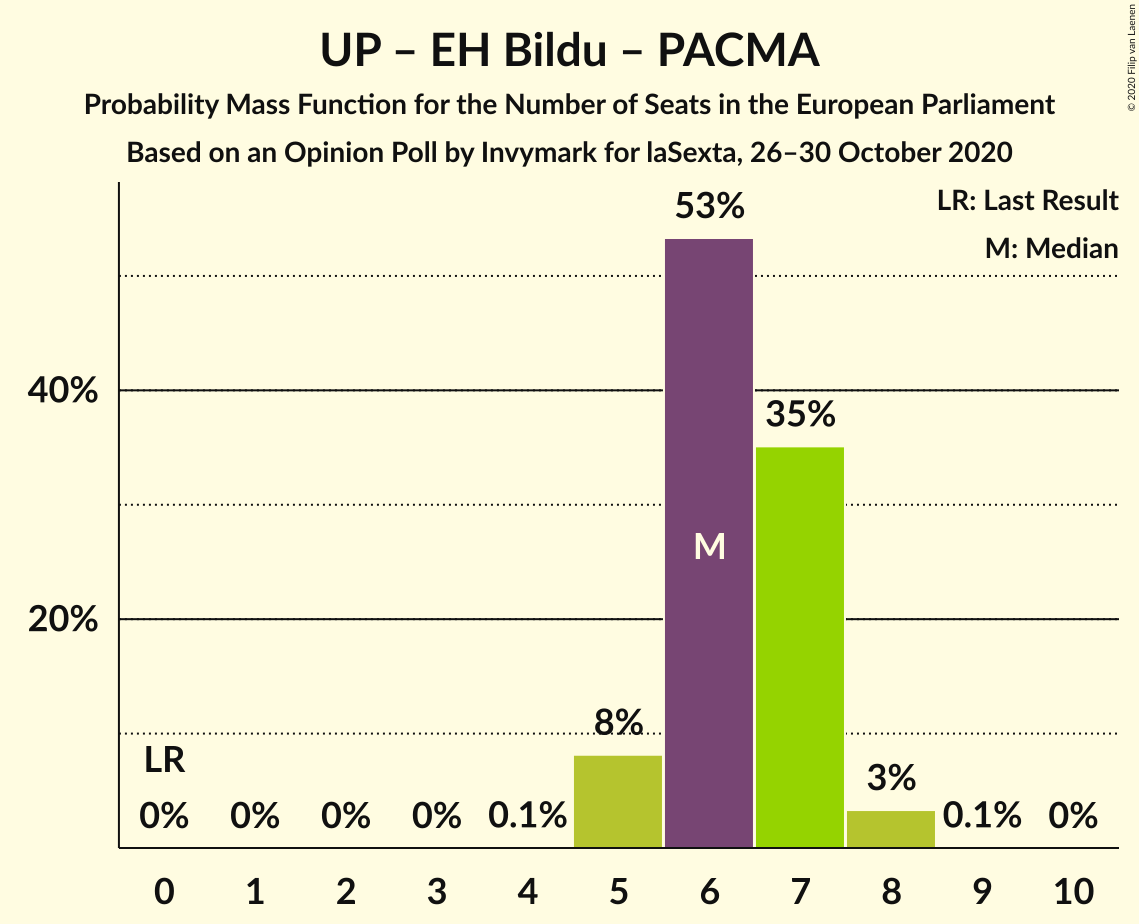 UP – EH Bildu – PACMA
Probability Mass Function for the Number of Seats in the European Parliament
Based on an Opinion Poll by Invymark for laSexta, 26–30 October 2020
© 2020 Filip van Laenen
LR: Last Result
M: Median
53%
40%
35%
M
20%
8%
LR
3%
0% 0% 0% 0% 0.1% 0.1% 0%
0 1 2 3 4 5 6 7 8 9 10